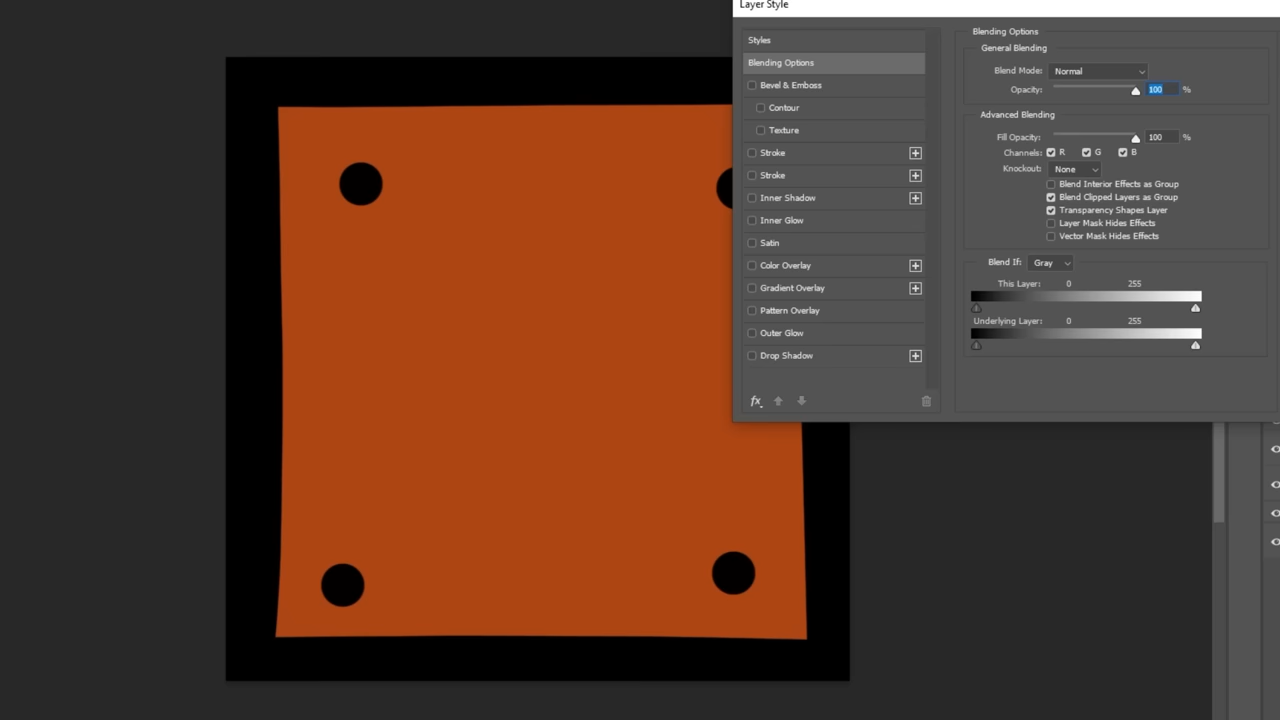 Layer Style
Styles
Blending Options
Bevel & Emboss
Contour
Texture
Stroke
Stroke
Inner Shadow
Inner Glow
Satin
Color Overlay
Gradient Overlay
Pattern Overlay
Outer Glow
Drop Shadow
fx
Blending Options
General Blending
Blend Mode: Normal
Opacity: 100 %
Advanced Blending
Fill Opacity: 100 %
Channels: R G B
Knockout: None
Blend Interior Effects as Group
Blend Clipped Layers as Group
Transparency Shapes Layer
Layer Mask Hides Effects
Vector Mask Hides Effects
Blend If: Gray
This Layer: 0 255
Underlying Layer: 0 255